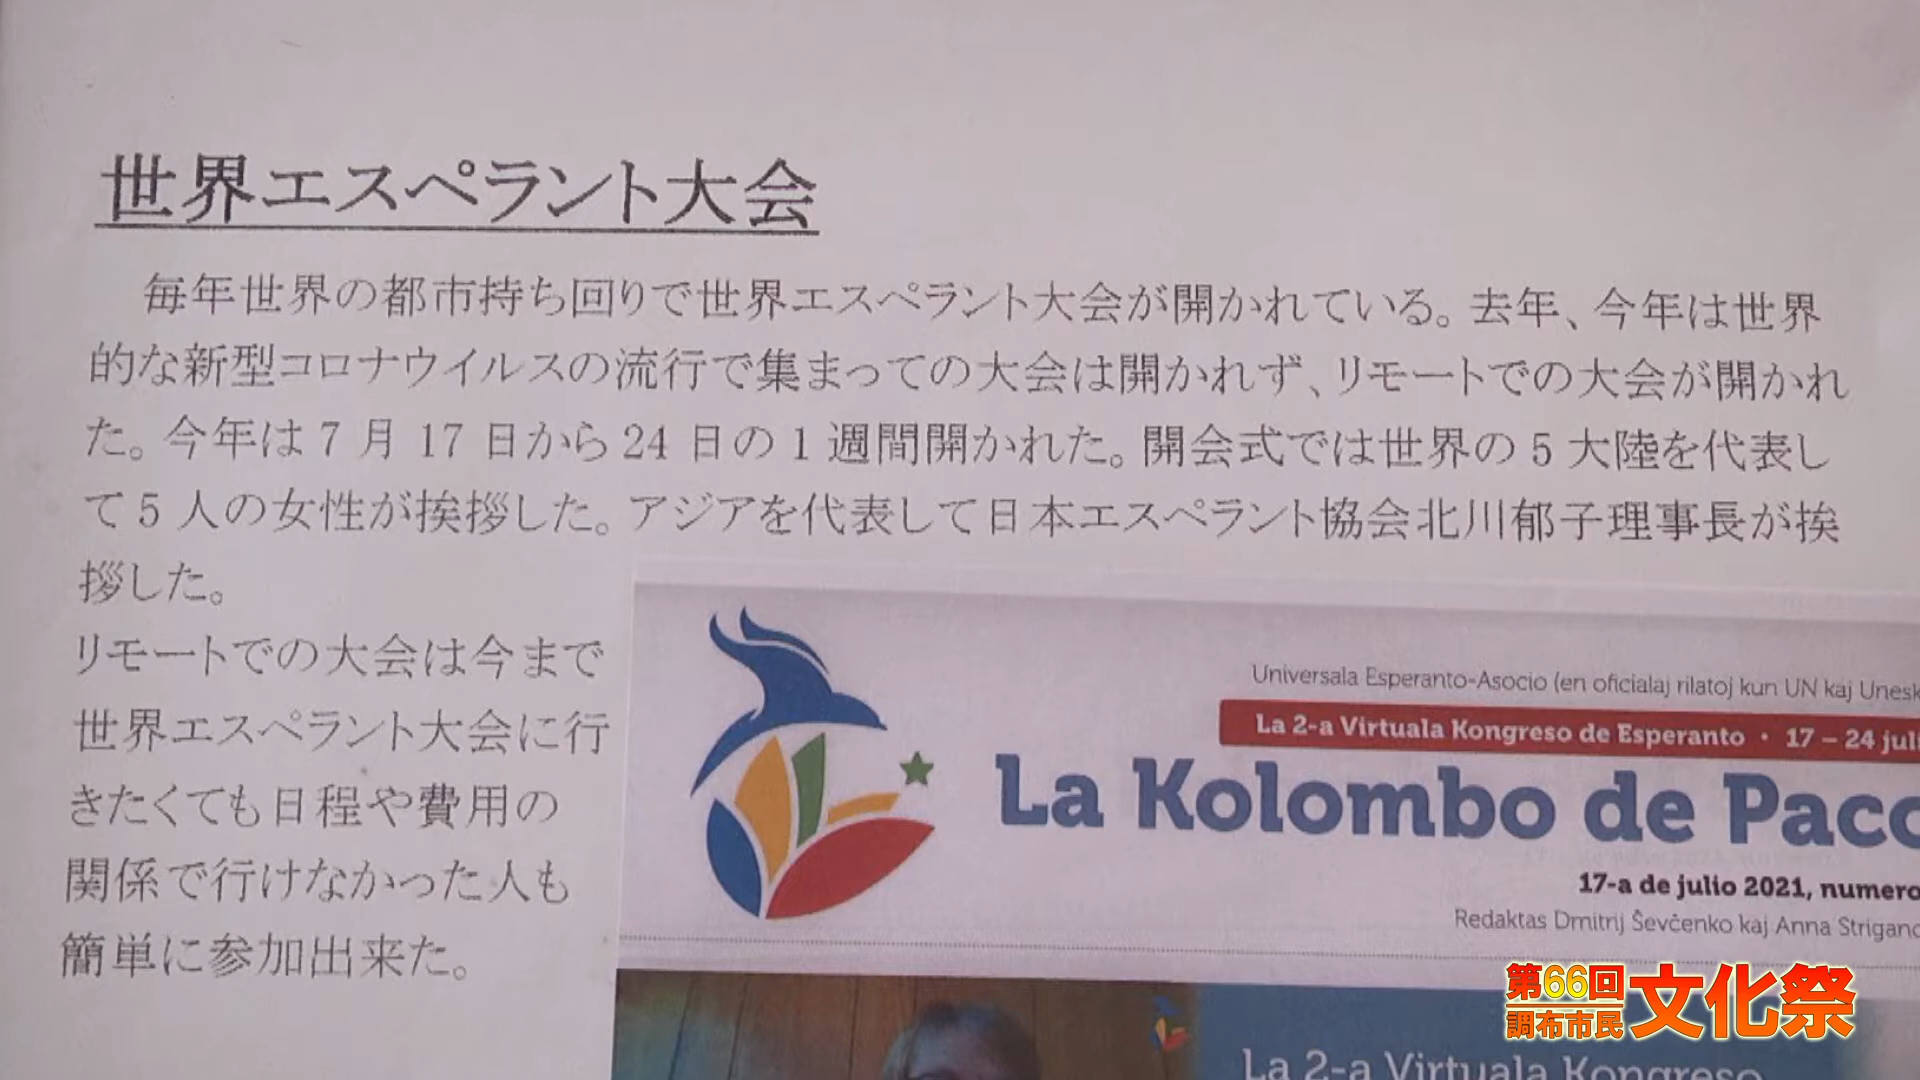 世界エスペラント大会
毎年世界の都市持ち回りで世界エスペラント大会が開かれている。去年、今年は世界
的な新型コロナウイルスの流行で集まっての大会は開かれず、リモートでの大会が開かれ
た。今年は7月17日から24日の1週間開かれた。開会式では世界の5大陸を代表し
て5人の女性が挨拶した。アジアを代表して日本エスペラント協会北川郁子理事長が挨
拶した。
リモートでの大会は今まで
世界エスペラント大会に行
きたくても日程や費用の
関係で行けなかった人も
簡単に参加出来た。
Universala Esperanto-Asocio (en oficialaj rilatoj kun UN kaj Unesk
La 2-a Virtuala Kongreso de Esperanto • 17 – 24 juli
La Kolombo de Paco
17-a de julio 2021, numero
Redaktas Dmitrij Ŝevĉenko kaj Anna Strigano
La 2-a Virtuala Kongreso
第66回
調布市民
文化祭